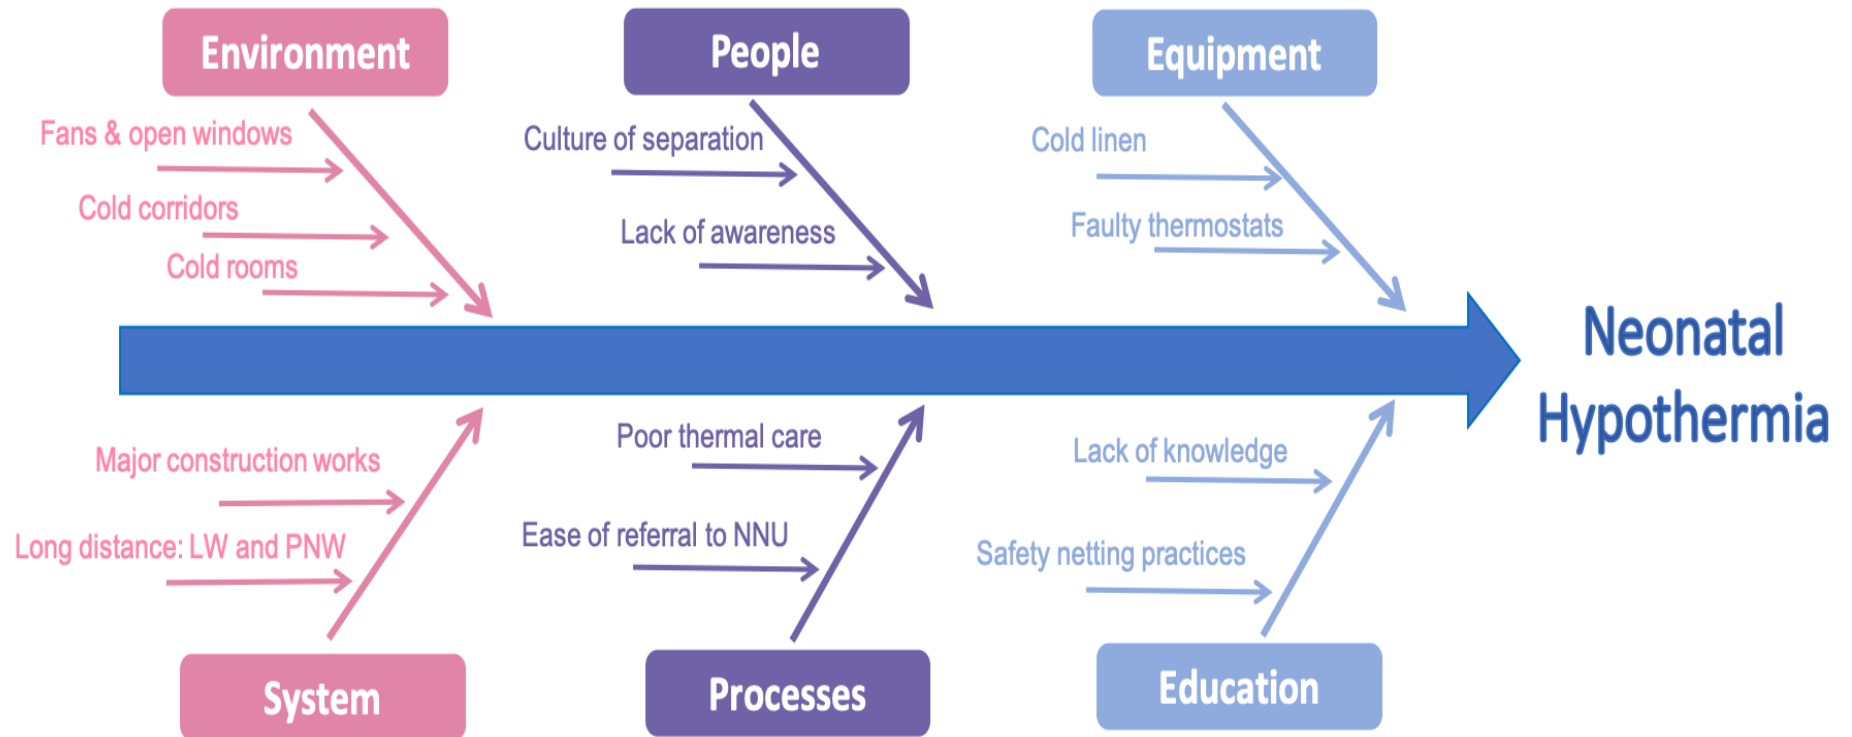 Environment
People
Equipment
Fans & open windows
Culture of separation
Cold linen
Cold corridors
Lack of awareness
Faulty thermostats
Cold rooms
Neonatal
Hypothermia
Major construction works
Poor thermal care
Lack of knowledge
Long distance: LW and PNW
Ease of referral to NNU
Safety netting practices
System
Processes
Education